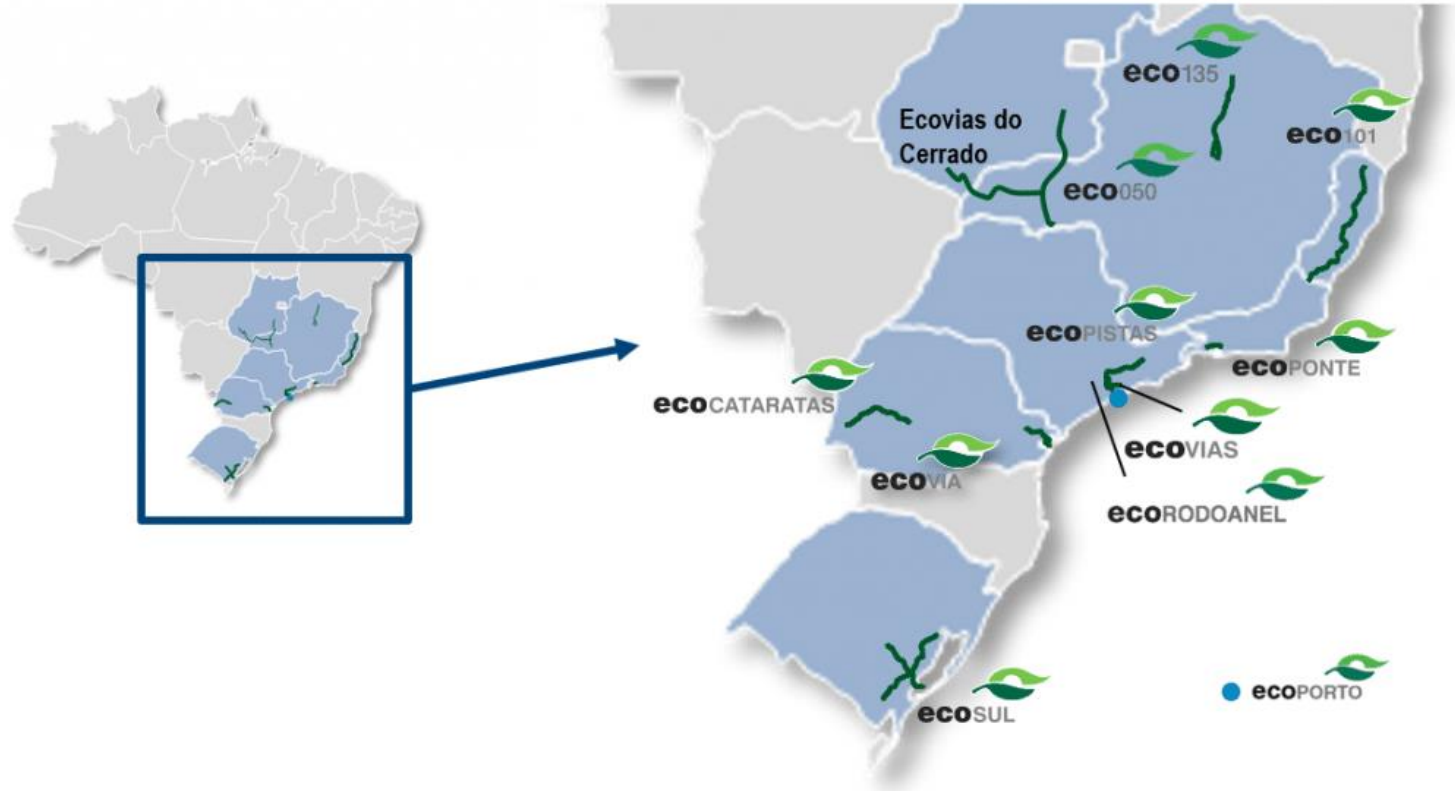 eco135
eco101
Ecovias do
Cerrado
eco050
ecoPISTAS
ecoPONTE
ecoCATARATAS
ecoVIAS
ecoVIA
ecoRODOANEL
ecoSUL
ecoPORTO